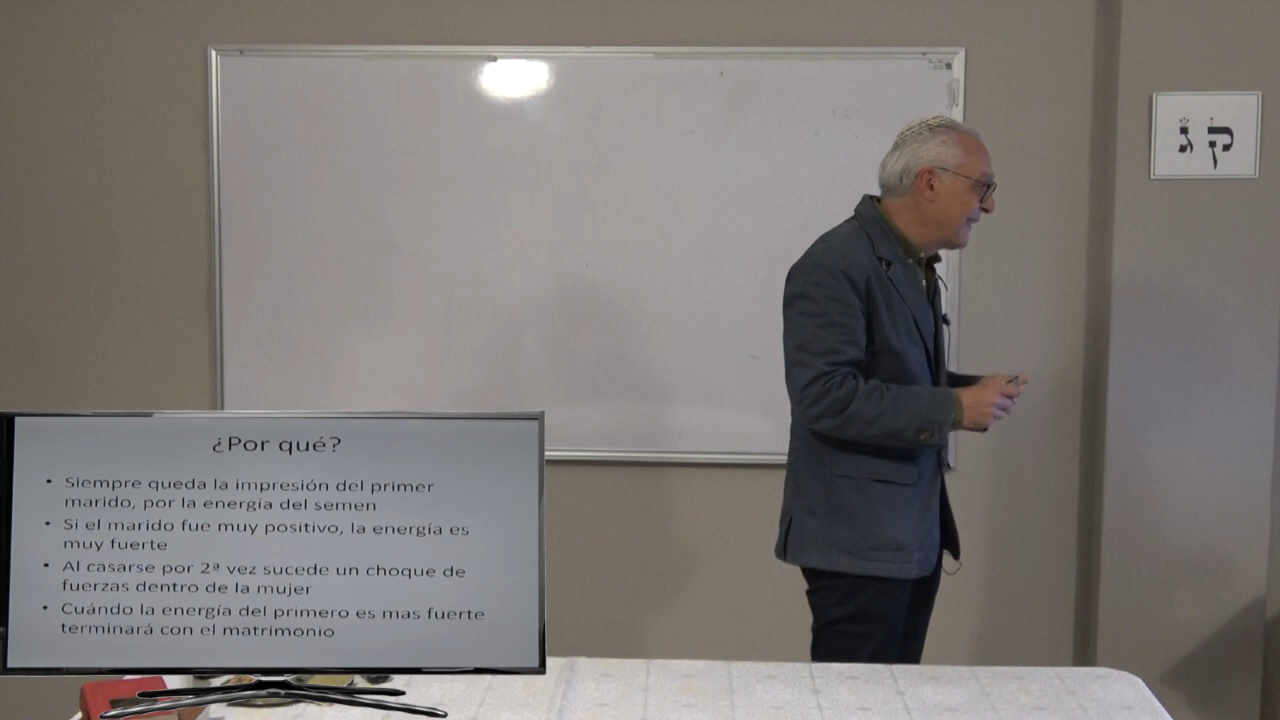 ¿Por qué?
• Siempre queda la impresión del primer
marido, por la energía del semen
• Si el marido fue muy positivo, la energía es
muy fuerte
• Al casarse por 2ª vez sucede un choque de
fuerzas dentro de la mujer
• Cuándo la energía del primero es mas fuerte
terminará con el matrimonio
ק ג